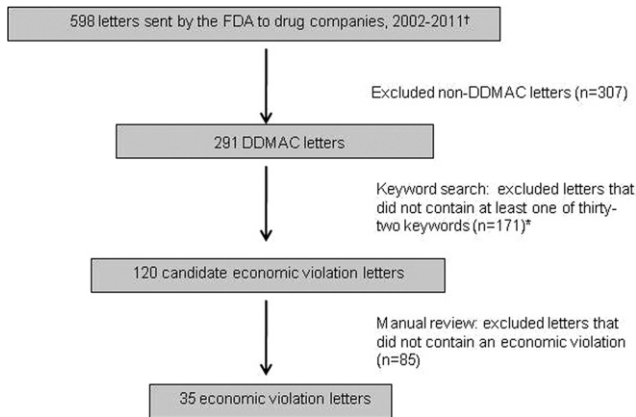 598 letters sent by the FDA to drug companies, 2002-2011†
Excluded non-DDMAC letters (n=307)
291 DDMAC letters
Keyword search: excluded letters that
did not contain at least one of thirty-
two keywords (n=171)*
120 candidate economic violation letters
Manual review: excluded letters that
did not contain an economic violation
(n=85)
35 economic violation letters